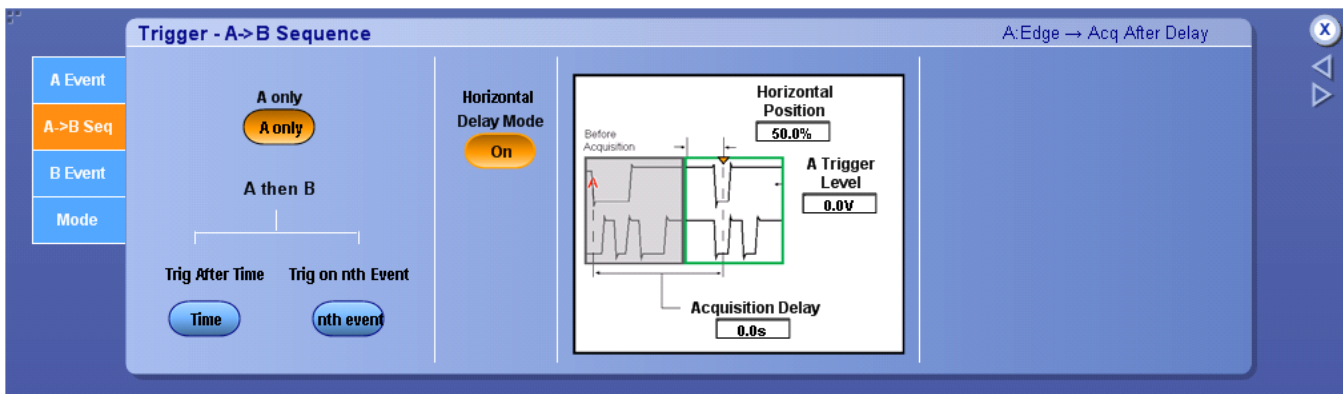 Trigger - A->B Sequence
A:Edge → Acq After Delay
X
A Event
A->B Seq
B Event
Mode
A only
A only
A then B
Trig After Time
Time
Trig on nth Event
nth event
Horizontal
Delay Mode
On
Before
Acquisition
Horizontal
Position
50.0%
A
A Trigger
Level
0.0V
Acquisition Delay
0.0s